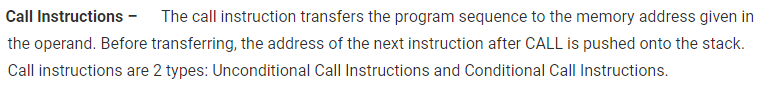 Call Instructions –    The call instruction transfers the program sequence to the memory address given in
the operand. Before transferring, the address of the next instruction after CALL is pushed onto the stack.
Call instructions are 2 types: Unconditional Call Instructions and Conditional Call Instructions.